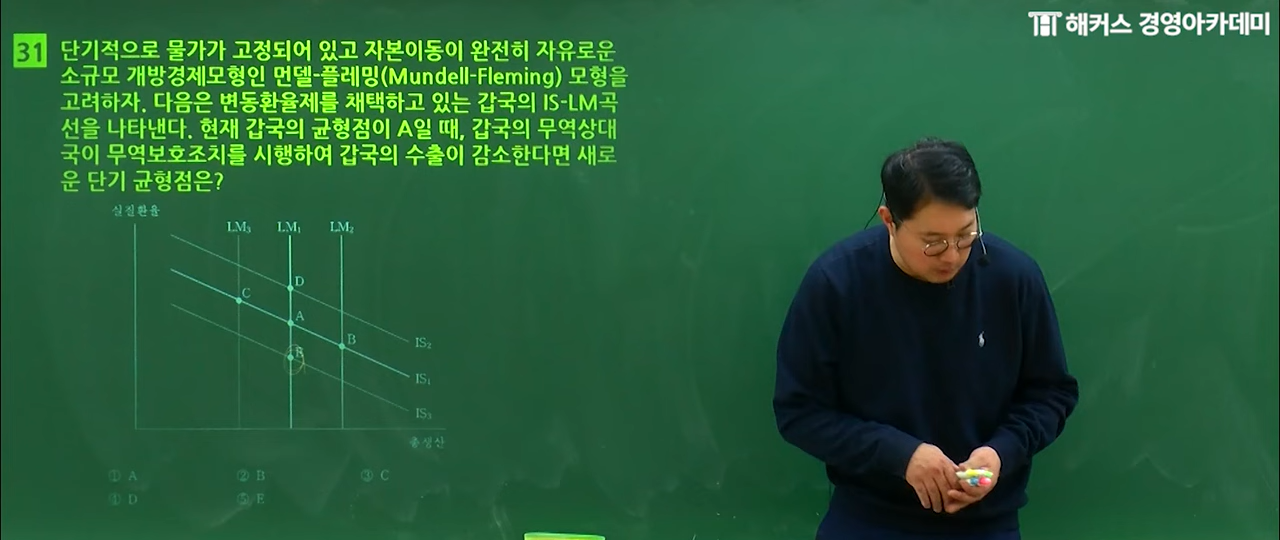 해커스 경영아카데미
31
단기적으로 물가가 고정되어 있고 자본이동이 완전히 자유로운
소규모 개방경제모형인 먼델-플레밍(Mundell-Fleming) 모형을
고려하자. 다음은 변동환율제를 채택하고 있는 갑국의 IS-LM곡
선을 나타낸다. 현재 갑국의 균형점이 A일 때, 갑국의 무역상대
국이 무역보호조치를 시행하여 갑국의 수출이 감소한다면 새로
운 단기 균형점은?
실질환율
LM₃ LM₁ LM₂
D
C
A
B
E
IS₂
IS₁
IS₃
총생산
① A ② B ③ C
④ D ⑤ E